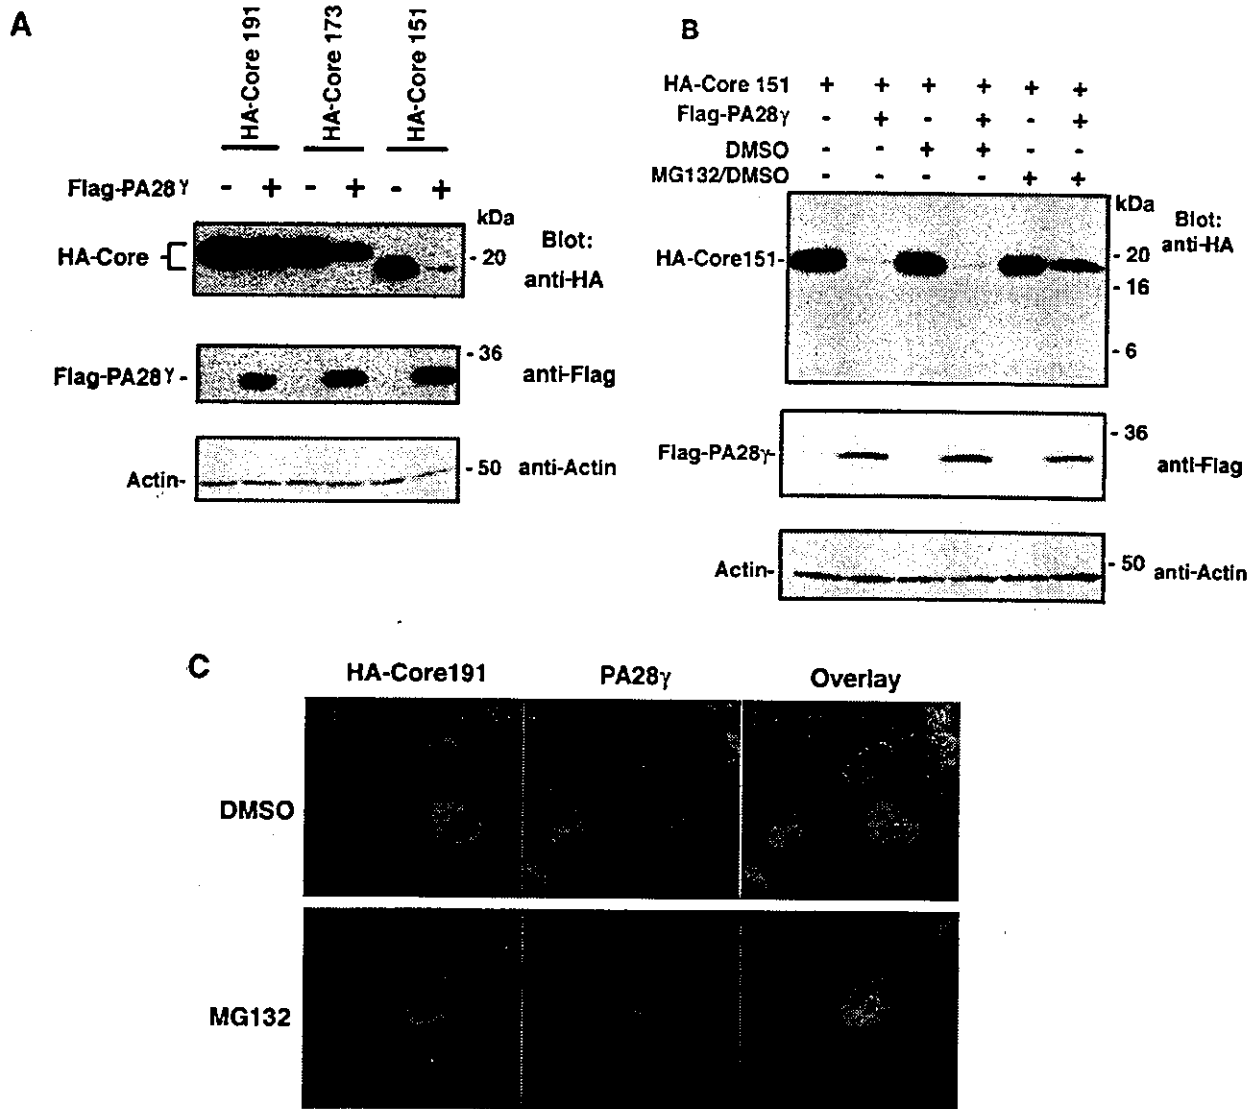 A
HA-Core 191
HA-Core 173
HA-Core 151
Flag-PA28γ - + - + - +
kDa
HA-Core
- 20
Blot:
anti-HA
Flag-PA28γ -
- 36
anti-Flag
Actin-
- 50
anti-Actin
B
HA-Core 151 + + + + + +
Flag-PA28γ - + - + - +
DMSO - - + + - -
MG132/DMSO - - - - + +
kDa
Blot:
anti-HA
HA-Core151-
- 20
- 16
- 6
Flag-PA28γ-
- 36
anti-Flag
Actin-
- 50
anti-Actin
C
HA-Core191 PA28γ Overlay
DMSO
MG132